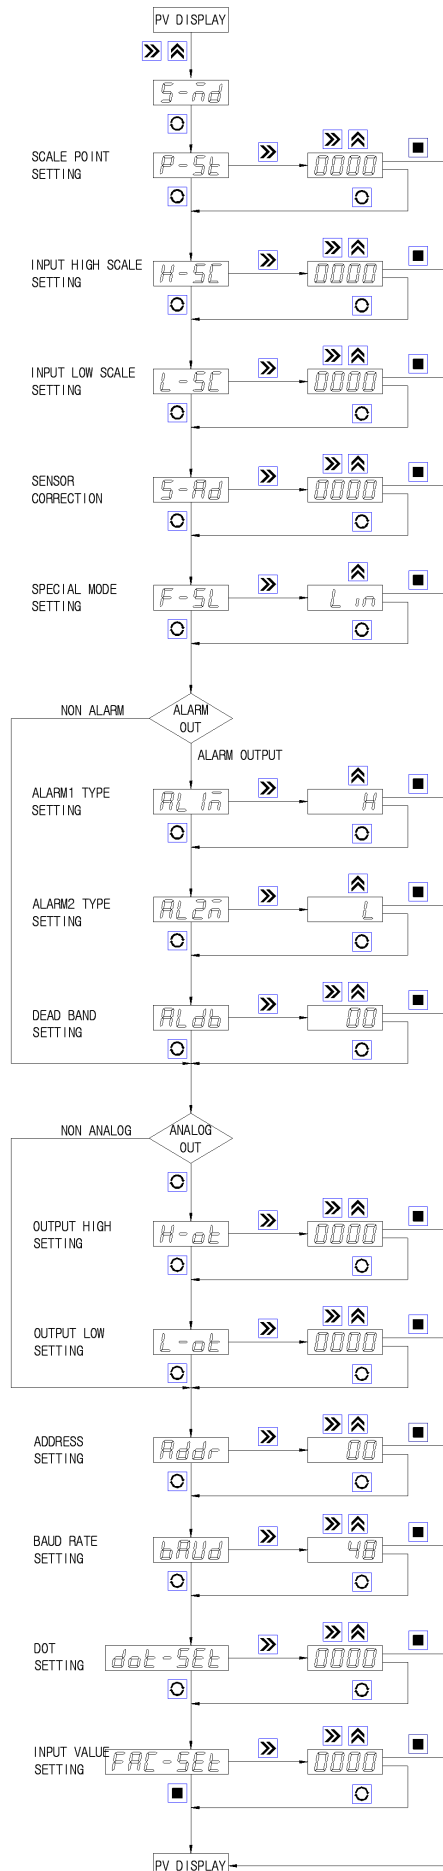 PV DISPLAY
S-nd
SCALE POINT
SETTING
P-St
0000
INPUT HIGH SCALE
SETTING
H-SC
0000
INPUT LOW SCALE
SETTING
L-SC
0000
SENSOR
CORRECTION
S-Ad
0000
SPECIAL MODE
SETTING
F-SL
Lin
NON ALARM
ALARM
OUT
ALARM OUTPUT
ALARM1 TYPE
SETTING
AL1n
H
ALARM2 TYPE
SETTING
AL2n
L
DEAD BAND
SETTING
ALdb
00
NON ANALOG
ANALOG
OUT
OUTPUT HIGH
SETTING
H-ot
0000
OUTPUT LOW
SETTING
L-ot
0000
ADDRESS
SETTING
Addr
00
BAUD RATE
SETTING
bAUd
48
DOT
SETTING
dot-SEt
0000
INPUT VALUE
SETTING
FAC-SEt
0000
PV DISPLAY